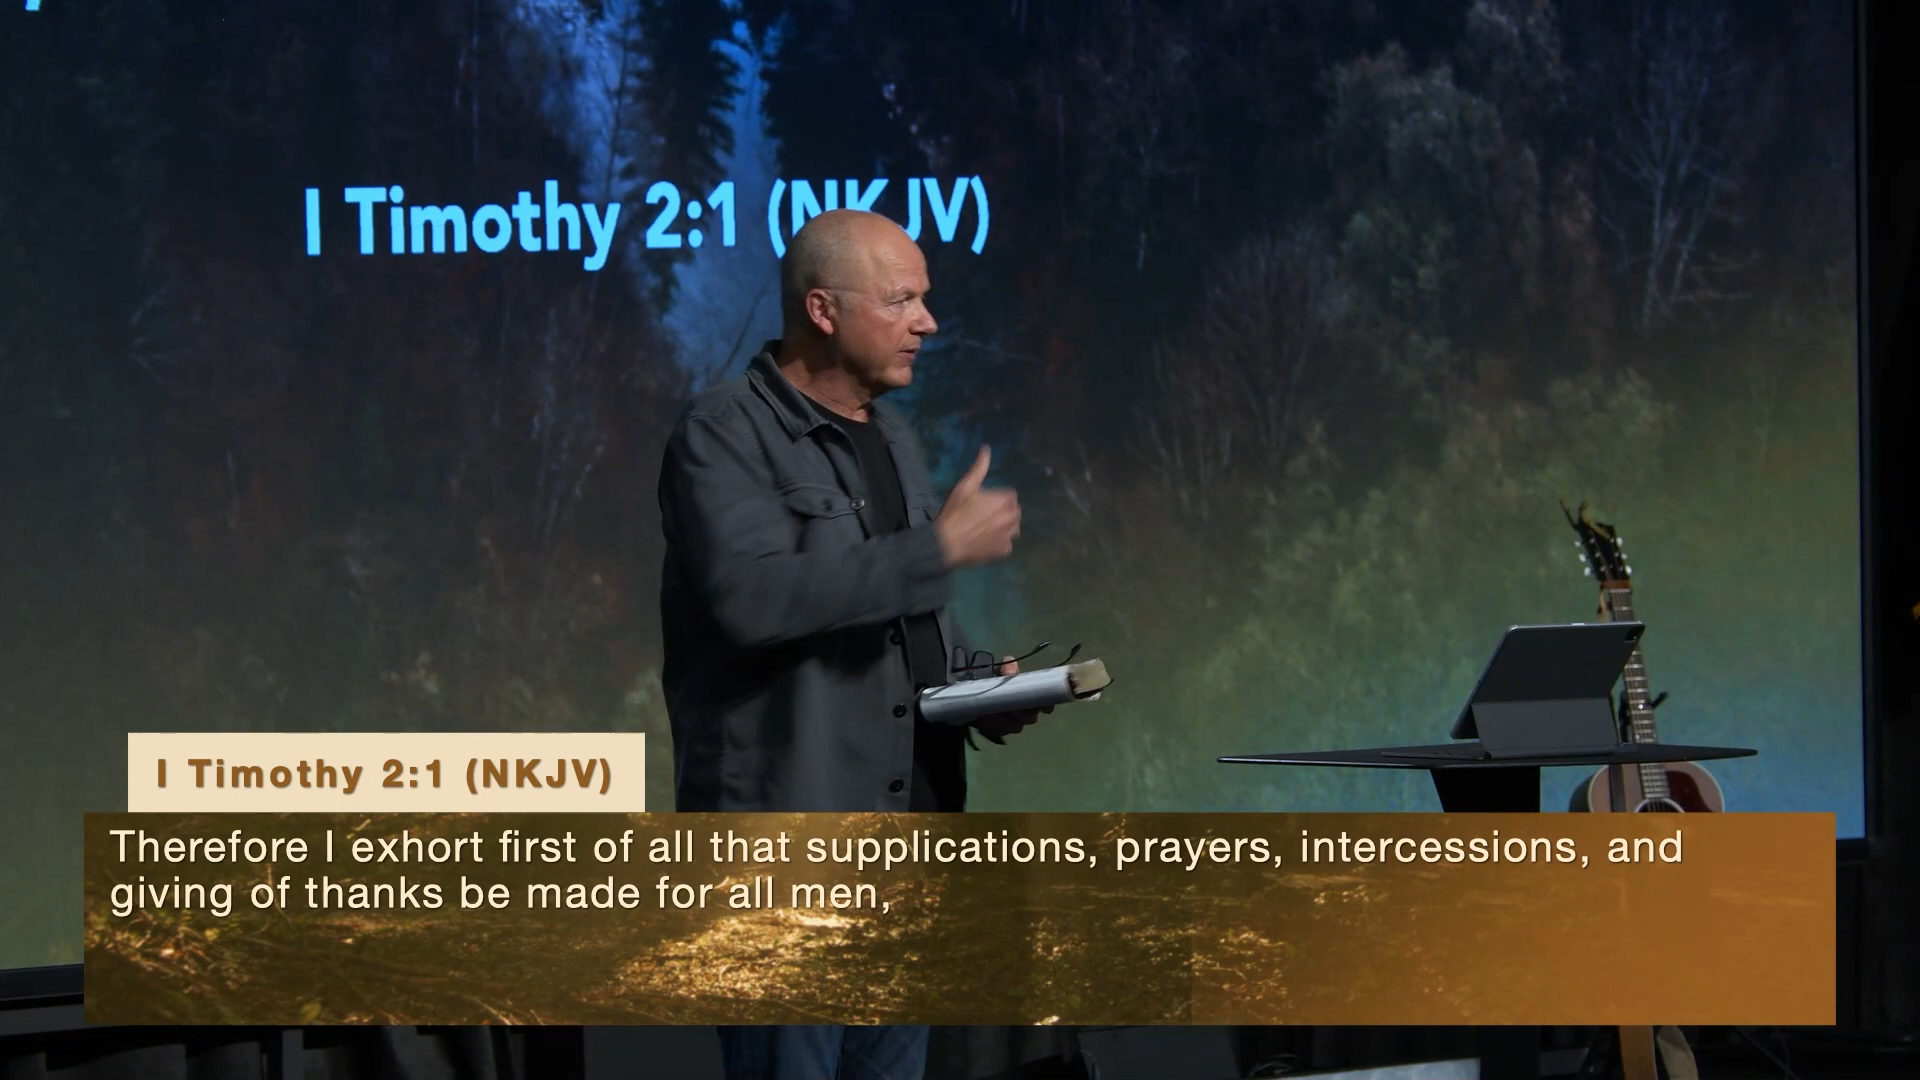 I Timothy 2:1 (NKJV)
I Timothy 2:1 (NKJV)
Therefore I exhort first of all that supplications, prayers, intercessions, and
giving of thanks be made for all men,